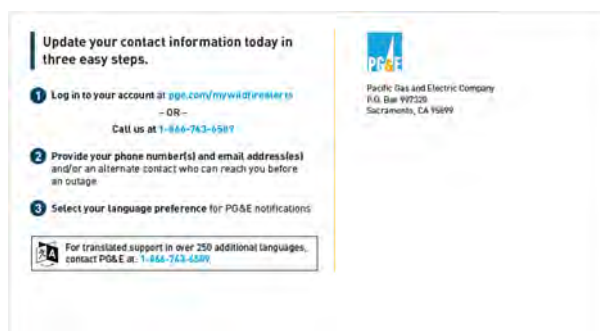 Update your contact information today in
three easy steps.
1 Log in to your account at pge.com/mywildfirealerts
– OR –
Call us at 1-866-743-6589
2 Provide your phone number(s) and email address(es)
and/or an alternate contact who can reach you before
an outage
3 Select your language preference for PG&E notifications
For translated support in over 250 additional languages,
contact PG&E at: 1-866-743-6589
PG&E
Pacific Gas and Electric Company
P.O. Box 997320
Sacramento, CA 95899